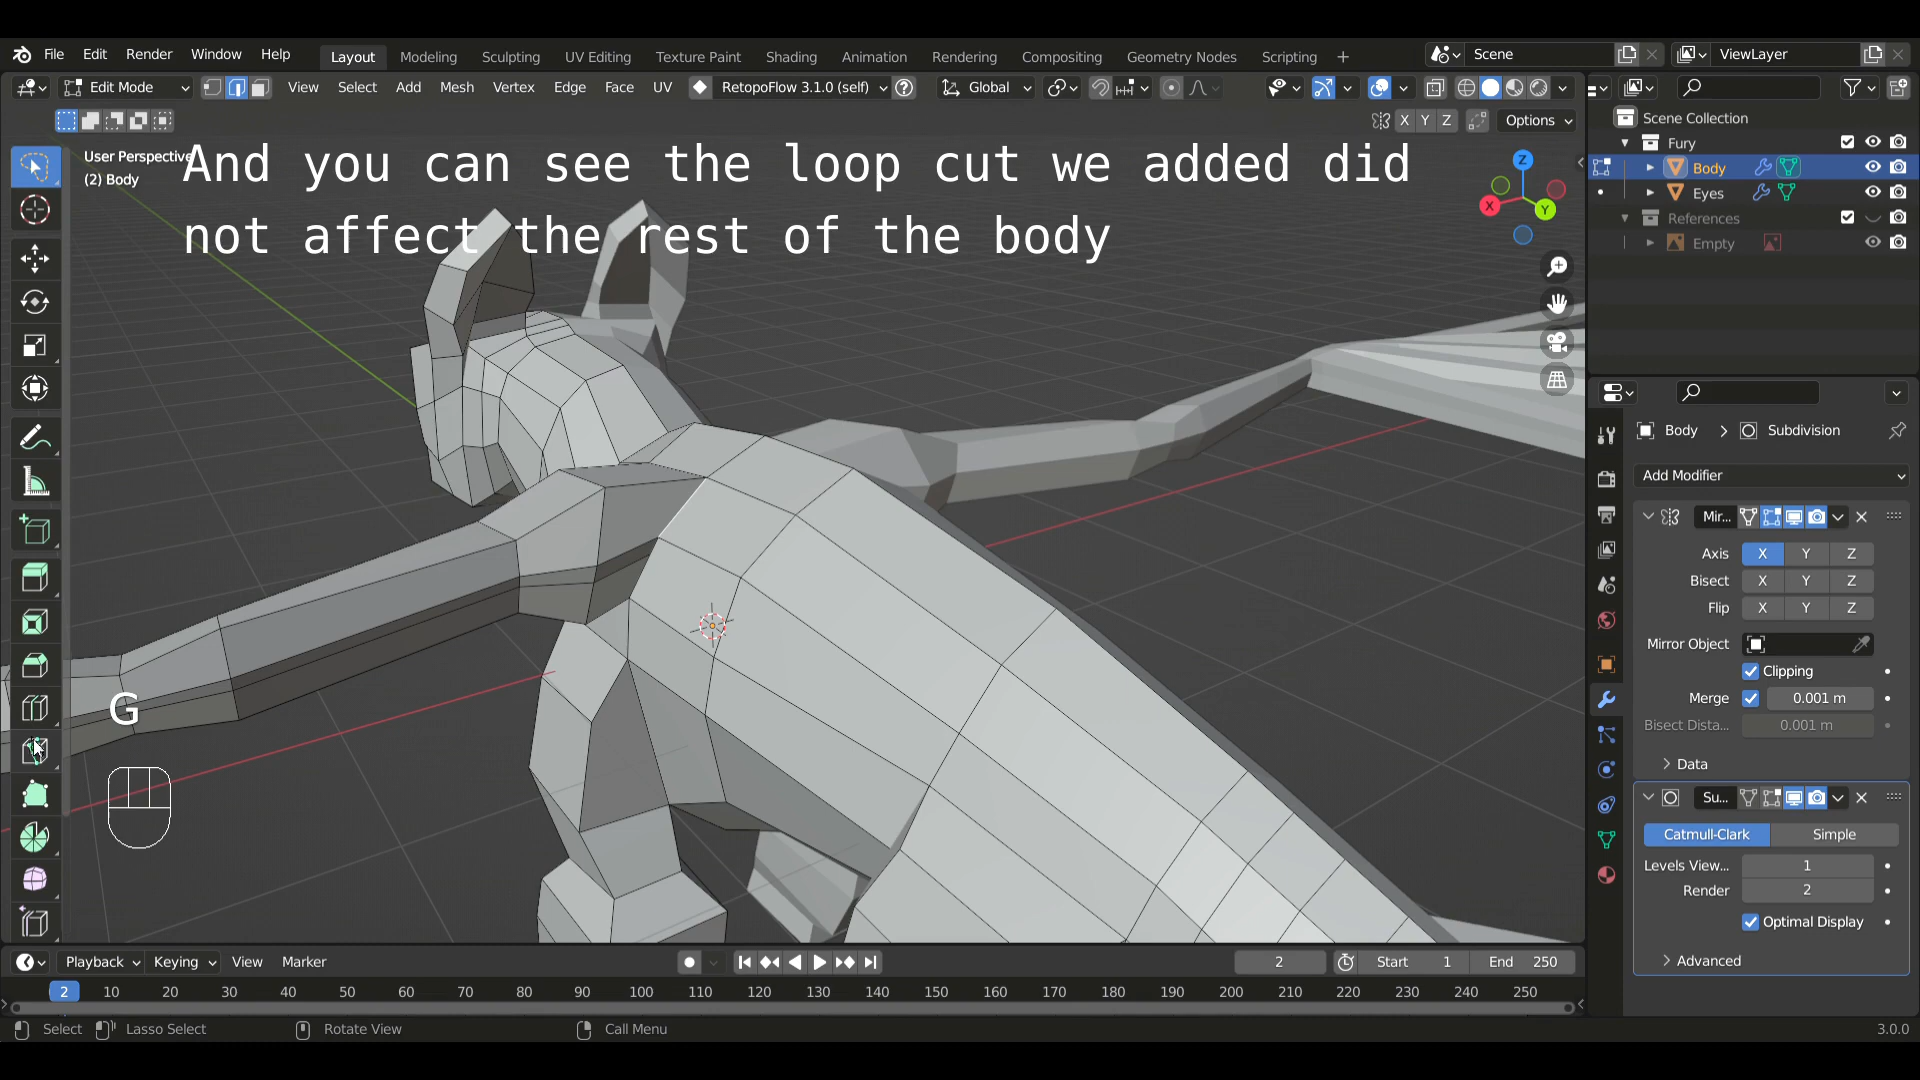 File Edit Render Window Help Layout Modeling Sculpting UV Editing Texture Paint Shading Animation Rendering Compositing Geometry Nodes Scripting + Scene ViewLayer
Edit Mode View Select Add Mesh Vertex Edge Face UV RetopoFlow 3.1.0 (self) Global
X Y Z Options
Scene Collection
Fury
Body
Eyes
References
Empty
User Perspective
(2) Body
And you can see the loop cut we added did
not affect the rest of the body
Z
X
Y
G
Body > Subdivision
Add Modifier
Mir...
Axis X Y Z
Bisect X Y Z
Flip X Y Z
Mirror Object
Clipping
Merge 0.001 m
Bisect Dista... 0.001 m
Data
Su...
Catmull-Clark Simple
Levels View... 1
Render 2
Optimal Display
Advanced
Playback Keying View Marker 2 Start 1 End 250
2 10 20 30 40 50 60 70 80 90 100 110 120 130 140 150 160 170 180 190 200 210 220 230 240 250
Select Lasso Select Rotate View Call Menu 3.0.0